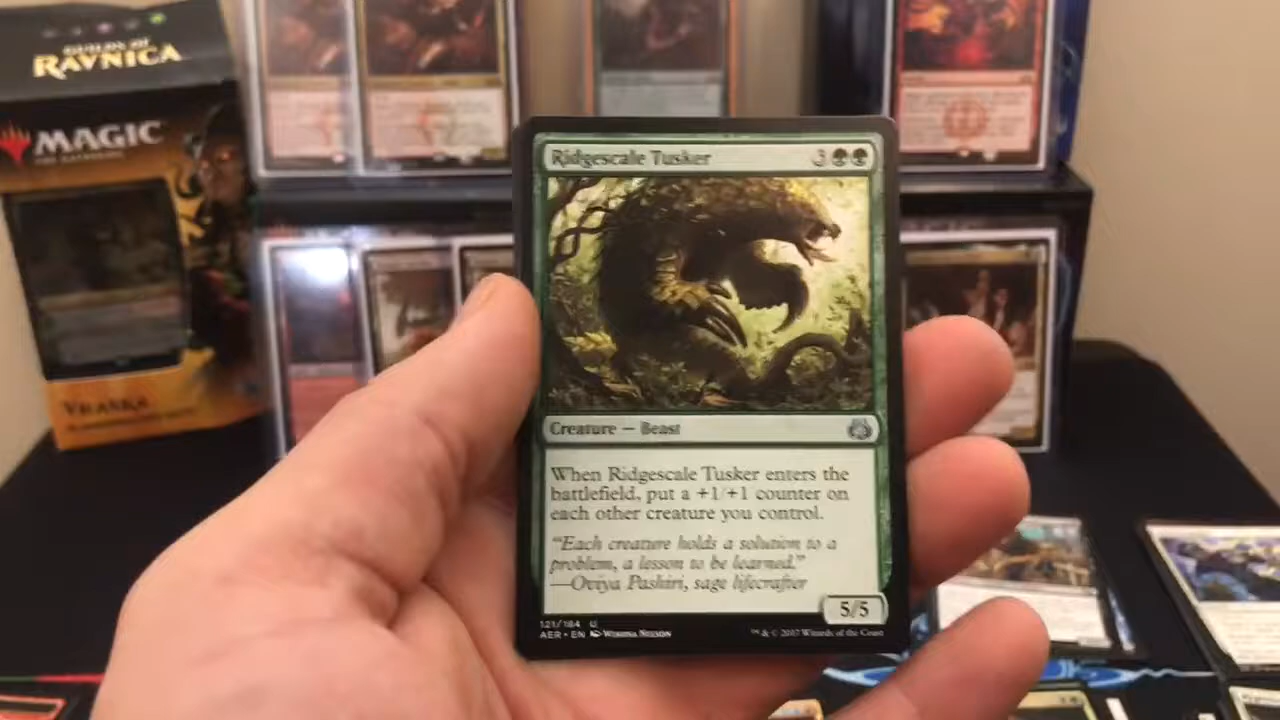 GUILDS OF
RAVNICA
MAGIC
THE GATHERING
VRASKA
Ridgescale Tusker
3
Creature — Beast
When Ridgescale Tusker enters the
battlefield, put a +1/+1 counter on
each other creature you control.
"Each creature holds a solution to a
problem, a lesson to be learned."
—Oviya Pashiri, sage lifecrafter
5/5
121/184 U
AER • EN Winona Nelson
™ & © 2017 Wizards of the Coast